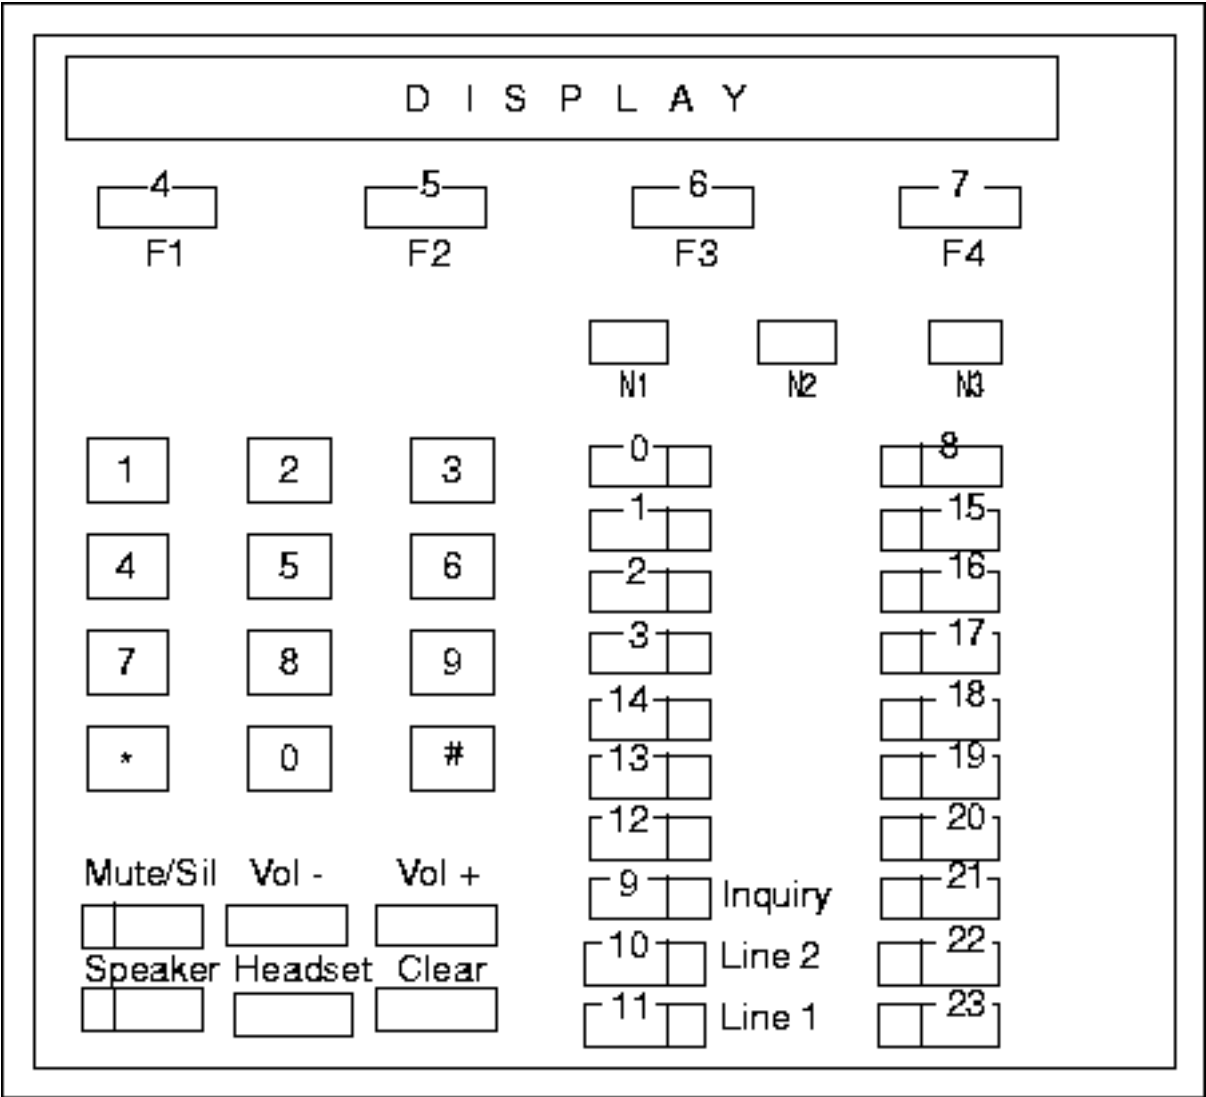 D I S P L A Y
4 5 6 7
F1 F2 F3 F4
N1 N2 N3
1 2 3 0 8
1 15
4 5 6 2 16
7 8 9 3 17
14 18
* 0 # 13 19
12 20
Mute/Sil Vol - Vol + 9 Inquiry 21
10 Line 2 22
Speaker Headset Clear
11 Line 1 23